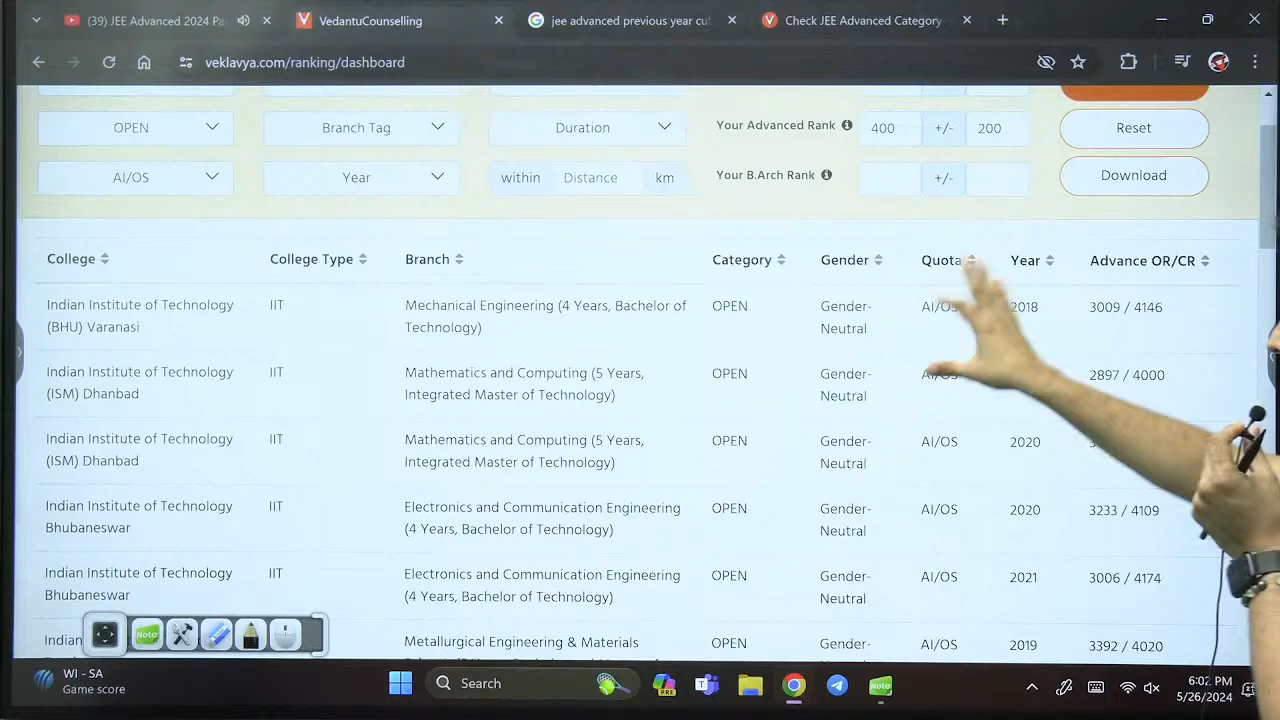 (39) JEE Advanced 2024 Pa
VedantuCounselling
jee advanced previous year cut
Check JEE Advanced Category
veklavya.com/ranking/dashboard
OPEN
Branch Tag
Duration
Your Advanced Rank
400
+/-
200
Reset
AI/OS
Year
within
Distance
km
Your B.Arch Rank
+/-
Download
College
College Type
Branch
Category
Gender
Quota
Year
Advance OR/CR
Indian Institute of Technology
(BHU) Varanasi
IIT
Mechanical Engineering (4 Years, Bachelor of
Technology)
OPEN
Gender-
Neutral
AI/OS
2018
3009 / 4146
Indian Institute of Technology
(ISM) Dhanbad
IIT
Mathematics and Computing (5 Years,
Integrated Master of Technology)
OPEN
Gender-
Neutral
AI/OS
2897 / 4000
Indian Institute of Technology
(ISM) Dhanbad
IIT
Mathematics and Computing (5 Years,
Integrated Master of Technology)
OPEN
Gender-
Neutral
AI/OS
2020
Indian Institute of Technology
Bhubaneswar
IIT
Electronics and Communication Engineering
(4 Years, Bachelor of Technology)
OPEN
Gender-
Neutral
AI/OS
2020
3233 / 4109
Indian Institute of Technology
Bhubaneswar
IIT
Electronics and Communication Engineering
(4 Years, Bachelor of Technology)
OPEN
Gender-
Neutral
AI/OS
2021
3006 / 4174
Indian
Metallurgical Engineering & Materials
OPEN
Gender-
AI/OS
2019
3392 / 4020
Note
WI - SA
Game score
Search
PRE
Note
6:02 PM
5/26/2024